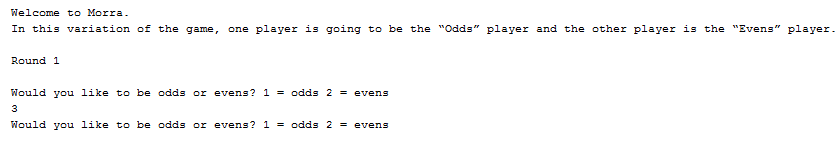 Welcome to Morra.
In this variation of the game, one player is going to be the “Odds” player and the other player is the “Evens” player.
Round 1
Would you like to be odds or evens? 1 = odds 2 = evens
3
Would you like to be odds or evens? 1 = odds 2 = evens